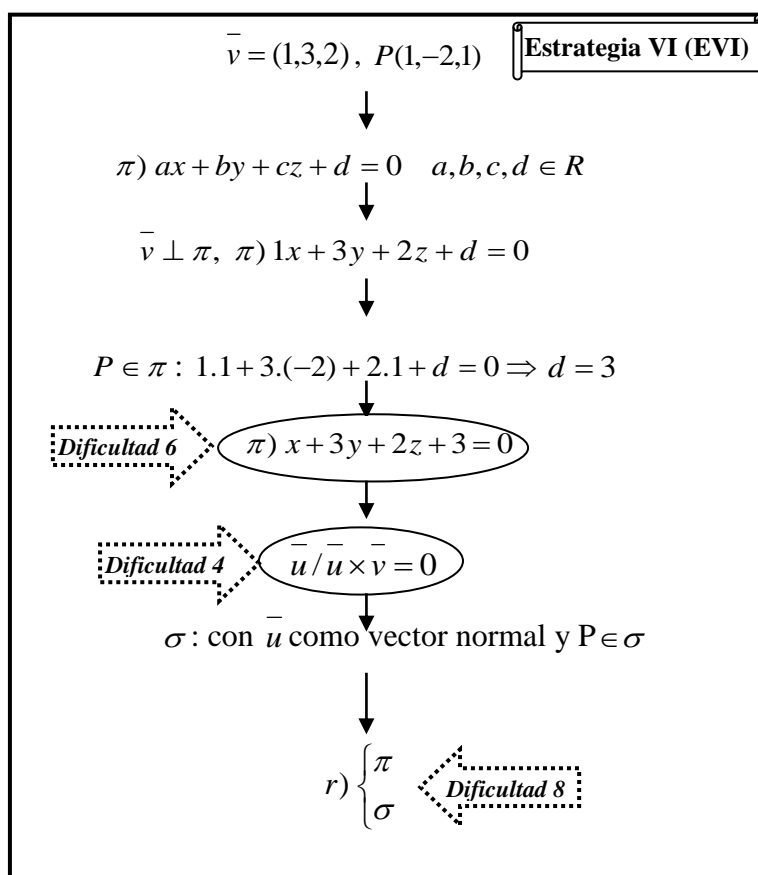 v̄ = (1,3,2), P(1,−2,1)
Estrategia VI (EVI)
π) ax + by + cz + d = 0 a,b,c,d ∈ R
v̄ ⊥ π, π) 1x + 3y + 2z + d = 0
P ∈ π : 1.1 + 3.(−2) + 2.1 + d = 0 ⇒ d = 3
Dificultad 6
π) x + 3y + 2z + 3 = 0
Dificultad 4
ū / ū × v̄ = 0
σ : con ū como vector normal y P ∈ σ
r) { π
σ
Dificultad 8